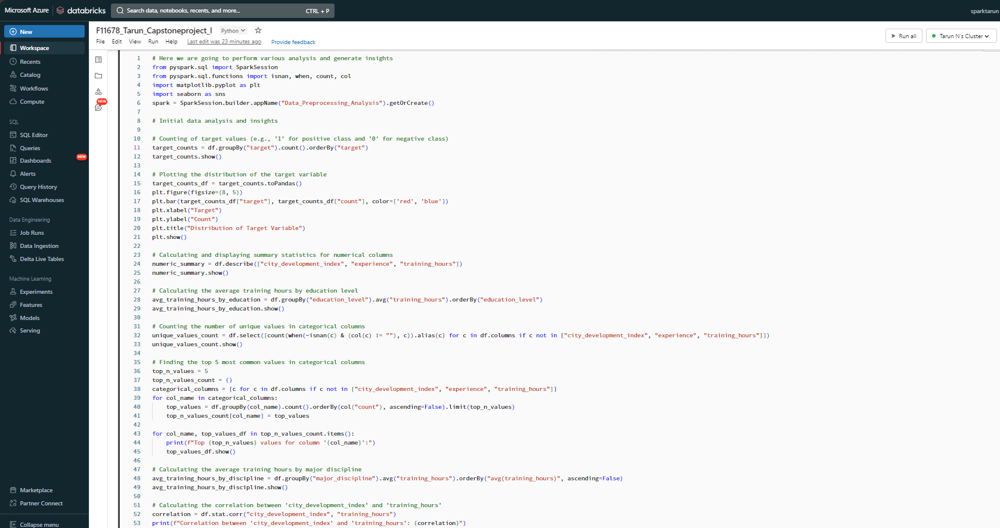 Microsoft Azure databricks Search data, notebooks, recents, and more... CTRL + P sparktarun
New
Workspace
Recents
Catalog
Workflows
Compute
SQL
SQL Editor
Queries
Dashboards NEW
Alerts
Query History
SQL Warehouses
Data Engineering
Job Runs
Data Ingestion
Delta Live Tables
Machine Learning
Experiments
Features
Models
Serving
Marketplace
Partner Connect
Collapse menu
F11678_Tarun_Capstoneproject_I Python
File Edit View Run Help Last edit was 23 minutes ago Provide feedback
Run all Tarun N's Cluster
NEW
1 # Here we are going to perform various analysis and generate insights
2 from pyspark.sql import SparkSession
3 from pyspark.sql.functions import isnan, when, count, col
4 import matplotlib.pyplot as plt
5 import seaborn as sns
6 spark = SparkSession.builder.appName("Data_Preprocessing_Analysis").getOrCreate()
7
8 # Initial data analysis and insights
9
10 # Counting of target values (e.g., '1' for positive class and '0' for negative class)
11 target_counts = df.groupBy("target").count().orderBy("target")
12 target_counts.show()
13
14 # Plotting the distribution of the target variable
15 target_counts_df = target_counts.toPandas()
16 plt.figure(figsize=(8, 5))
17 plt.bar(target_counts_df["target"], target_counts_df["count"], color=['red', 'blue'])
18 plt.xlabel("Target")
19 plt.ylabel("Count")
20 plt.title("Distribution of Target Variable")
21 plt.show()
22
23 # Calculating and displaying summary statistics for numerical columns
24 numeric_summary = df.describe(["city_development_index", "experience", "training_hours"])
25 numeric_summary.show()
26
27 # Calculating the average training hours by education level
28 avg_training_hours_by_education = df.groupBy("education_level").avg("training_hours").orderBy("education_level")
29 avg_training_hours_by_education.show()
30
31 # Counting the number of unique values in categorical columns
32 unique_values_count = df.select([count(when(~isnan(c) & (col(c) != ""), c)).alias(c) for c in df.columns if c not in ["city_development_index", "experience", "training_hours"]])
33 unique_values_count.show()
34
35 # Finding the top 5 most common values in categorical columns
36 top_n_values = 5
37 top_n_values_count = {}
38 categorical_columns = [c for c in df.columns if c not in ["city_development_index", "experience", "training_hours"]]
39 for col_name in categorical_columns:
40 top_values = df.groupBy(col_name).count().orderBy(col("count"), ascending=False).limit(top_n_values)
41 top_n_values_count[col_name] = top_values
42
43 for col_name, top_values_df in top_n_values_count.items():
44 print(f"Top {top_n_values} values for column '{col_name}':")
45 top_values_df.show()
46
47 # Calculating the average training hours by major discipline
48 avg_training_hours_by_discipline = df.groupBy("major_discipline").avg("training_hours").orderBy("avg(training_hours)", ascending=False)
49 avg_training_hours_by_discipline.show()
50
51 # Calculating the correlation between 'city_development_index' and 'training_hours'
52 correlation = df.stat.corr("city_development_index", "training_hours")
53 print(f"Correlation between 'city_development_index' and 'training_hours': {correlation}")